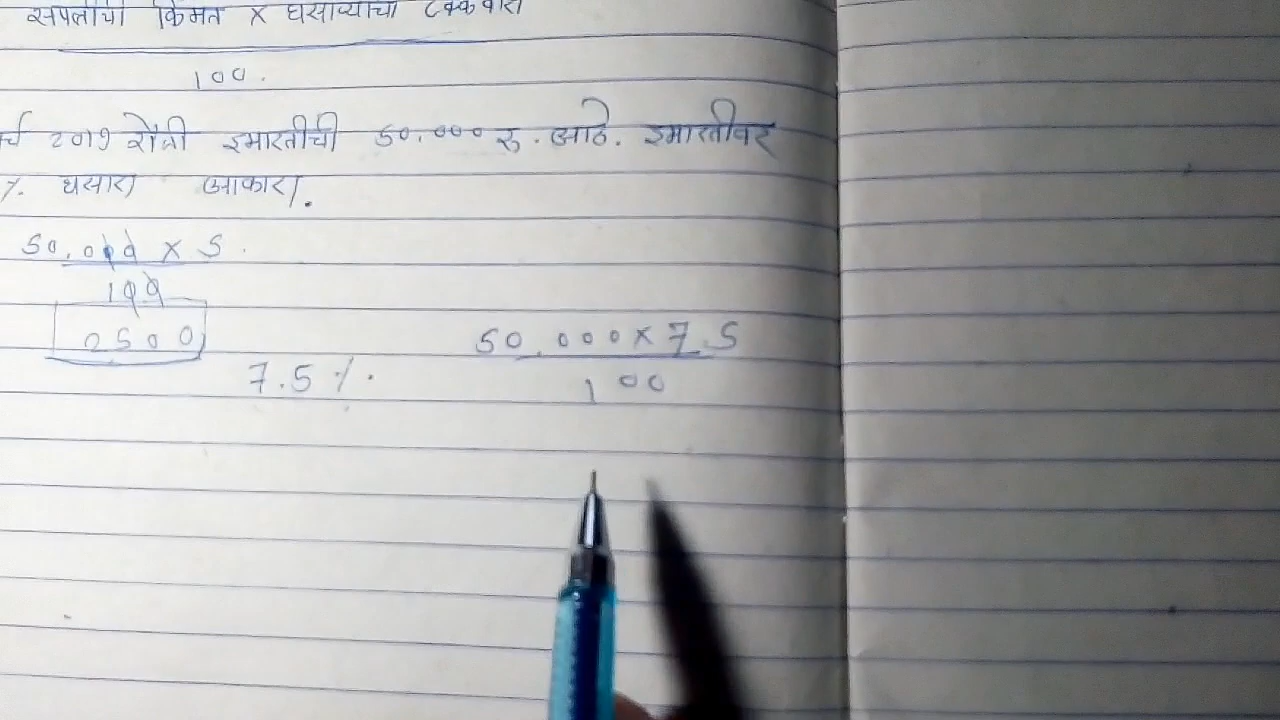 संपत्तीची किंमत × घसाऱ्याचा टक्केवारी
100.
र्च 2019 रोजी इमारतीची 50,000 रु. आहे. इमारतीवर
%. घसारा आकारा.
50,000 × 5.
100
2500
50,000 × 7.5
7.5%.
100